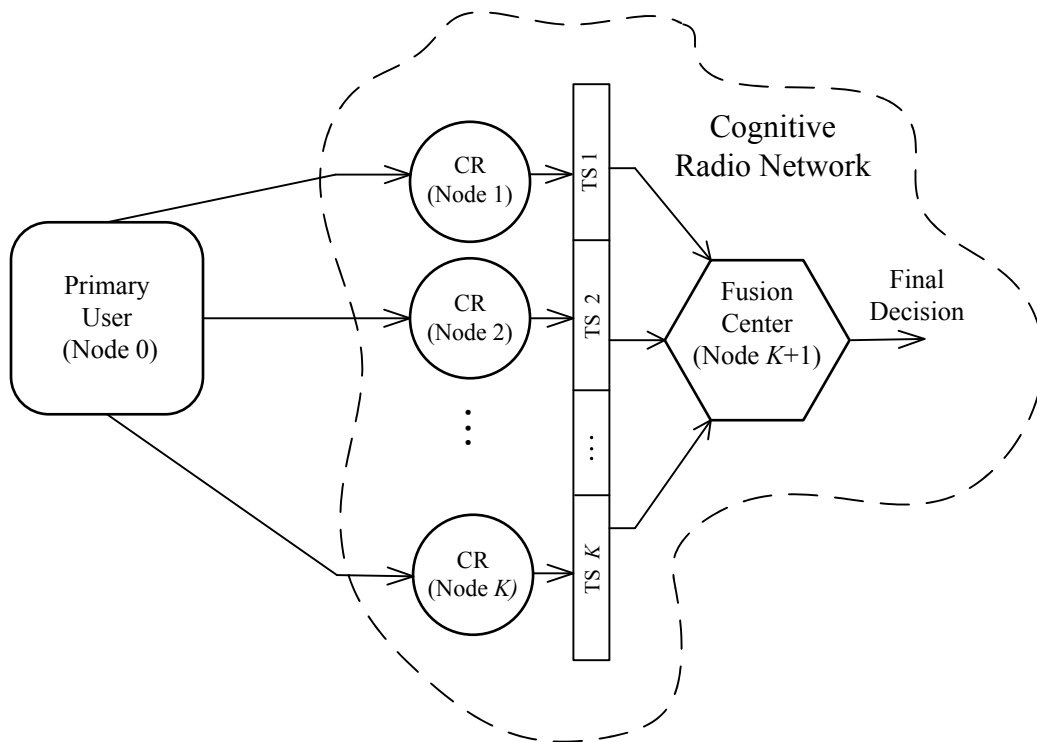 Cognitive
Radio Network
Primary
User
(Node 0)
CR
(Node 1)
CR
(Node 2)
⋮
CR
(Node K)
TS 1
TS 2
…
TS K
Fusion
Center
(Node K+1)
Final
Decision